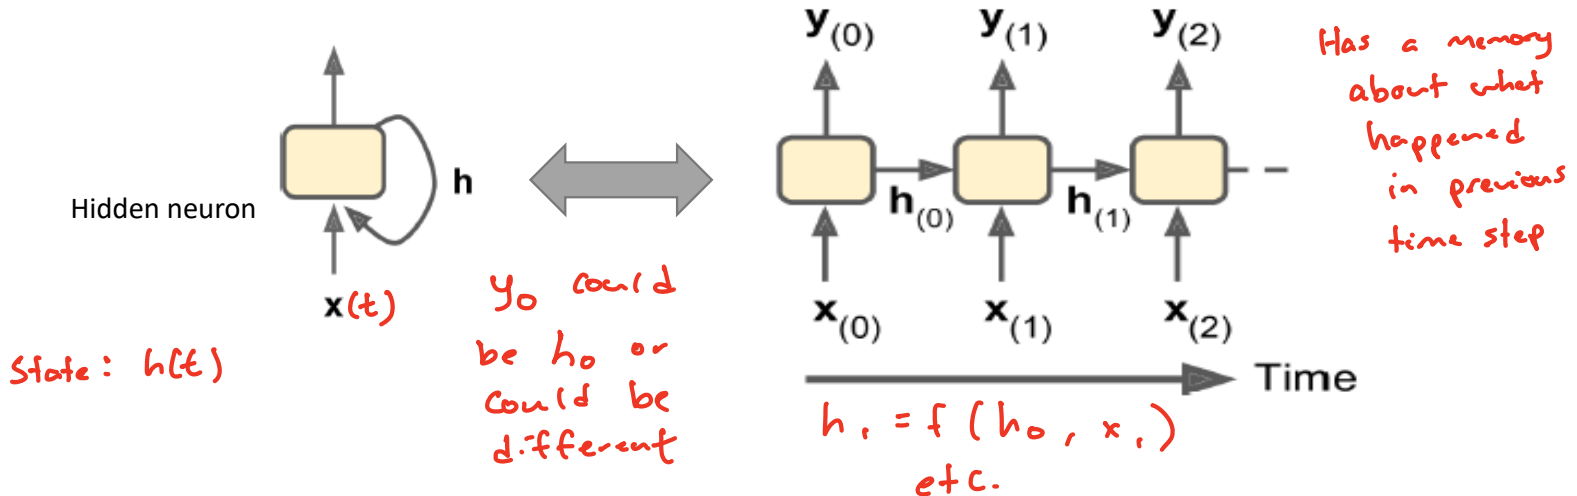 y(0) y(1) y(2)
Has a memory
about what
happened
in previous
time step
h
Hidden neuron
h(0) h(1)
x(t)
x(0) x(1) x(2)
State: h(t)
y0 could
be h0 or
could be
different
Time
h1 = f(h0, x1)
etc.